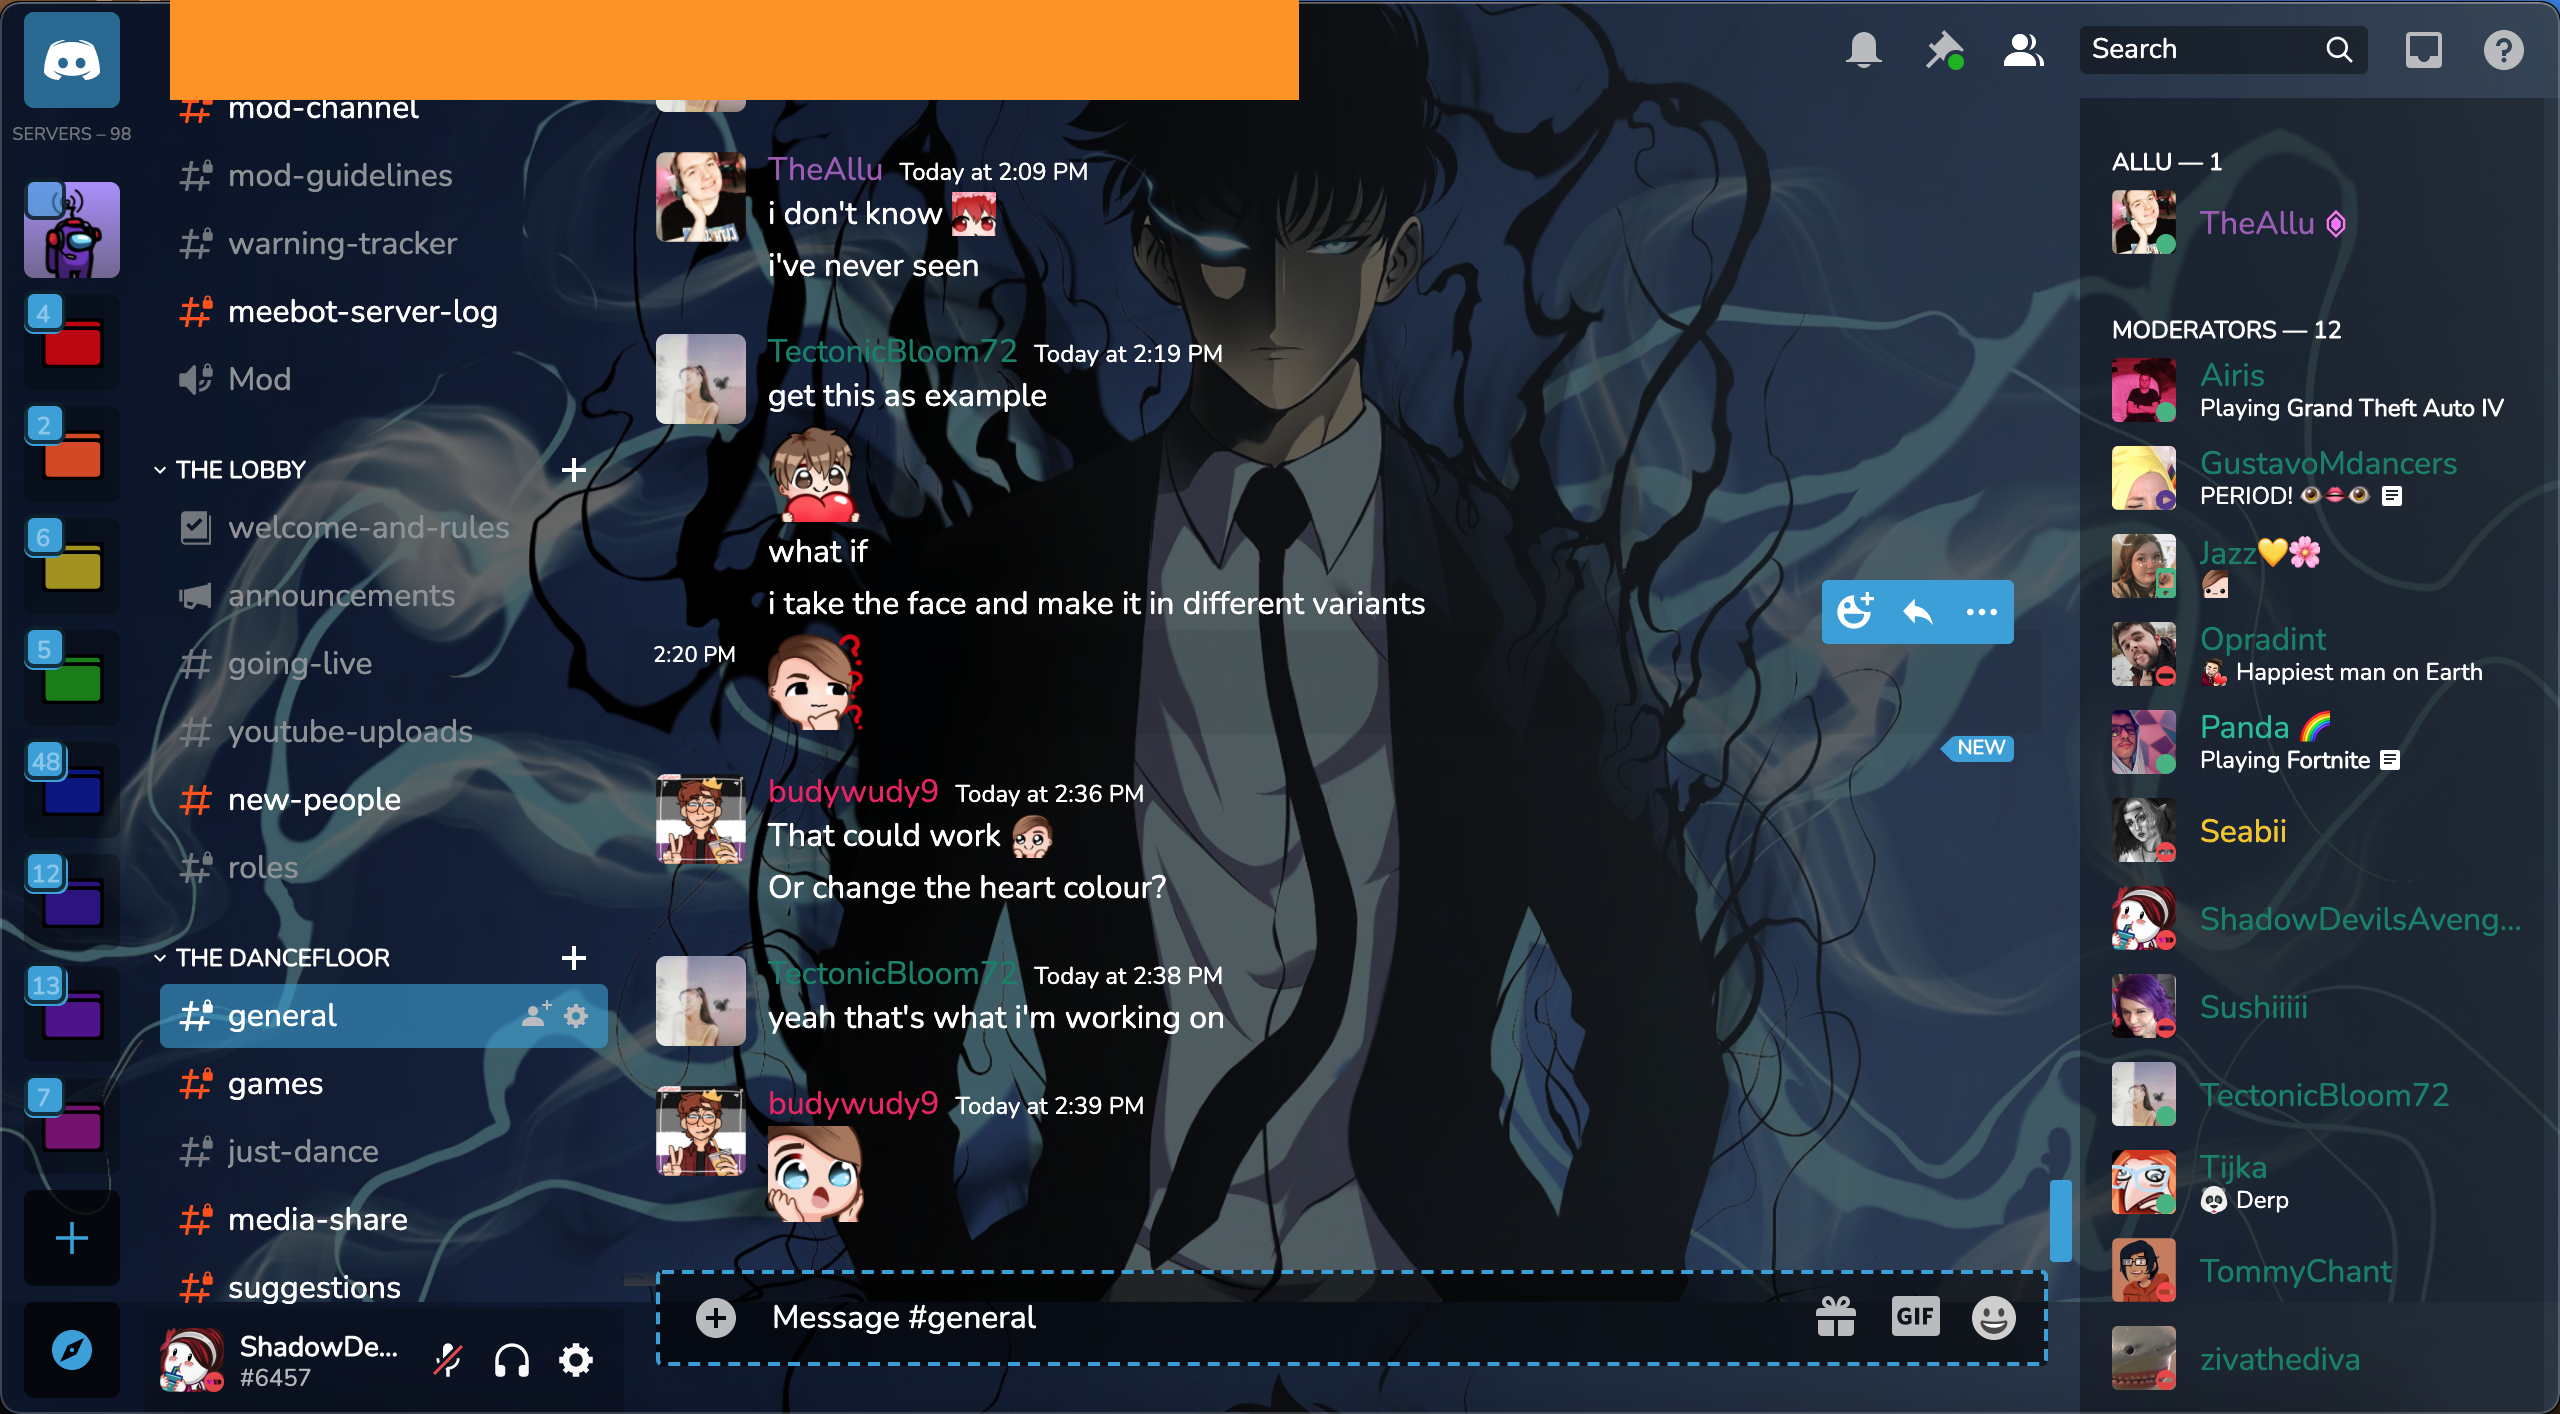 Search
SERVERS – 98
4
2
6
5
48
12
13
7
mod-channel
mod-guidelines
warning-tracker
meebot-server-log
Mod
THE LOBBY
welcome-and-rules
announcements
going-live
youtube-uploads
new-people
roles
THE DANCEFLOOR
general
games
just-dance
media-share
suggestions
ShadowDe...
#6457
TheAllu Today at 2:09 PM
i don't know
i've never seen
TectonicBloom72 Today at 2:19 PM
get this as example
what if
i take the face and make it in different variants
2:20 PM
???
NEW
budywudy9 Today at 2:36 PM
That could work
Or change the heart colour?
TectonicBloom72 Today at 2:38 PM
yeah that's what i'm working on
budywudy9 Today at 2:39 PM
Message #general
GIF
ALLU — 1
TheAllu
MODERATORS — 12
Airis
Playing Grand Theft Auto IV
GustavoMdancers
PERIOD! 👁️👄👁️
Jazz💛🌸
Opradint
Happiest man on Earth
Panda 🌈
Playing Fortnite
Seabii
ShadowDevilsAveng...
Sushiiiii
TectonicBloom72
Tijka
🐼 Derp
TommyChant
zivathediva